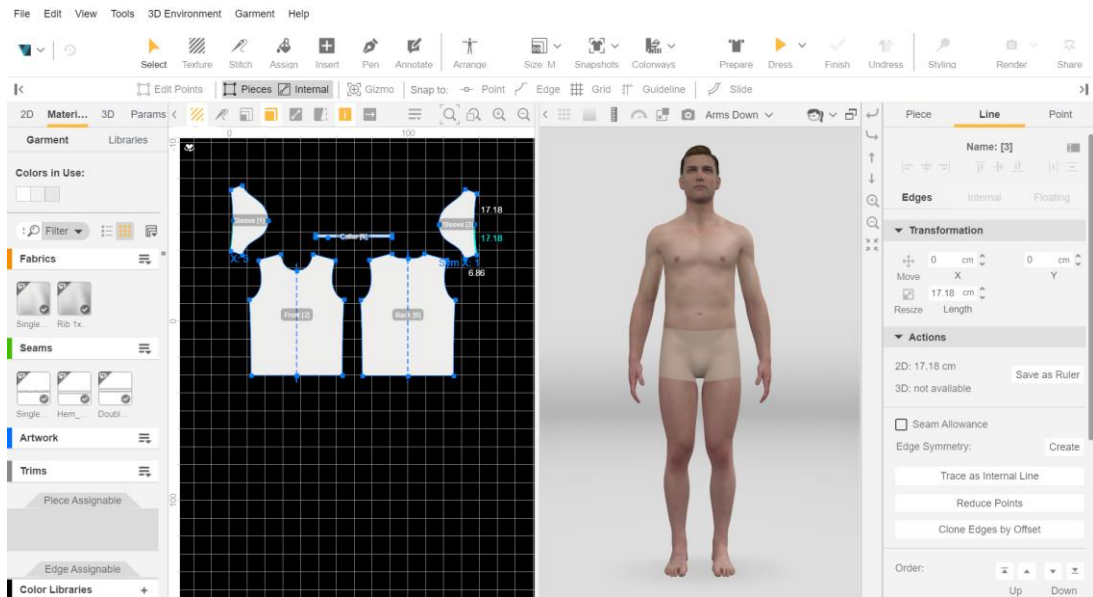 File Edit View Tools 3D Environment Garment Help
Select Texture Stitch Assign Insert Pen Annotate Arrange Size: M Snapshots Colorways Prepare Dress Finish Undress Styling Render Share
Edit Points Pieces Internal Gizmo Snap to: Point Edge Grid Guideline Slide
2D Materi... 3D Params
Arms Down
Piece Line Point
Garment Libraries
0 100
-10
Name: [3]
Colors in Use:
Edges Internal Floating
17.18
Sleeve [1] Sleeve [3]
Filter
Collar [5]
17.18
Transformation
X: 3 Sym X: 1
6.86
0 cm 0 cm
Move X Y
Fabrics
17.18 cm
Resize Length
Front [2] Back [6]
Single... Rib 1x...
0
Actions
Seams
2D: 17.18 cm
Save as Ruler
3D: not available
Single... Hem_... Doubl...
Seam Allowance
Artwork
Edge Symmetry: Create
Trims
Trace as Internal Line
Piece Assignable
100
Reduce Points
Clone Edges by Offset
Edge Assignable
Order:
Color Libraries +
Up Down